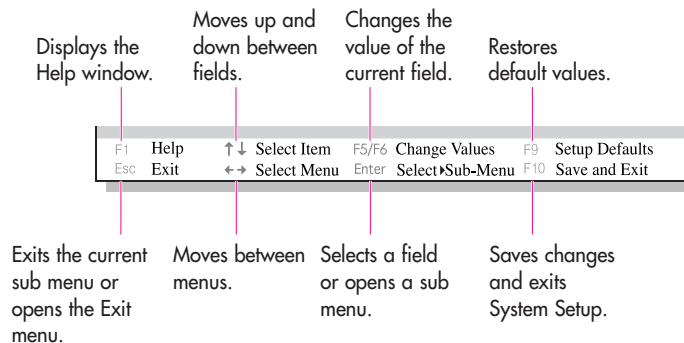 Displays the
Help window.
Moves up and
down between
fields.
Changes the
value of the
current field.
Restores
default values.
F1 Help ↑↓ Select Item F5/F6 Change Values F9 Setup Defaults
Esc Exit ←→ Select Menu Enter Select▸Sub-Menu F10 Save and Exit
Exits the current
sub menu or
opens the Exit
menu.
Moves between
menus.
Selects a field
or opens a sub
menu.
Saves changes
and exits
System Setup.